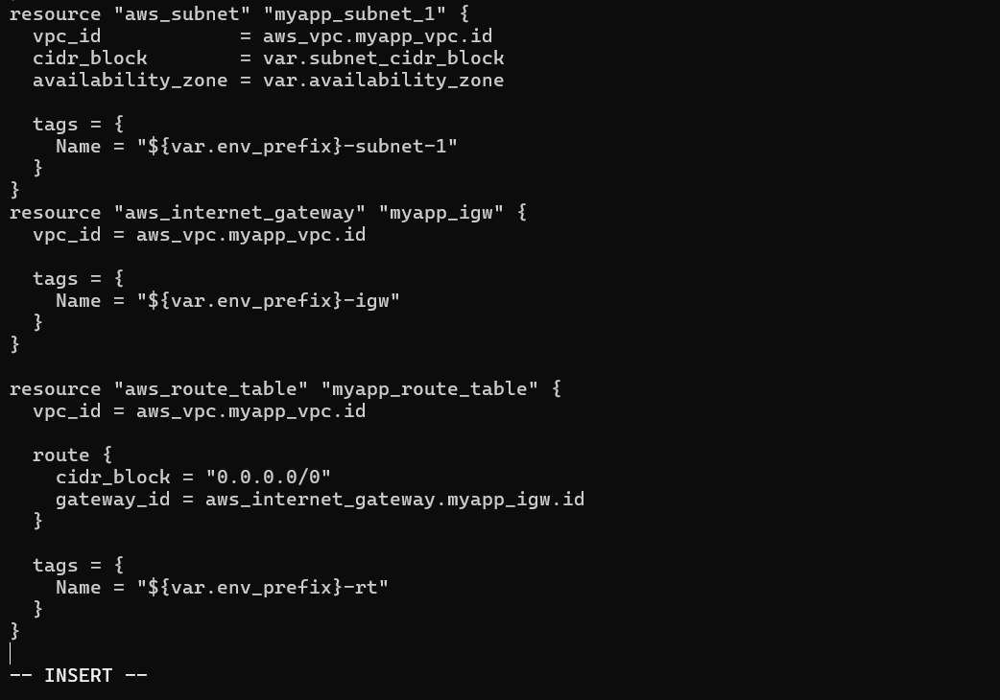 resource "aws_subnet" "myapp_subnet_1" {
  vpc_id            = aws_vpc.myapp_vpc.id
  cidr_block        = var.subnet_cidr_block
  availability_zone = var.availability_zone

  tags = {
    Name = "${var.env_prefix}-subnet-1"
  }
}
resource "aws_internet_gateway" "myapp_igw" {
  vpc_id = aws_vpc.myapp_vpc.id

  tags = {
    Name = "${var.env_prefix}-igw"
  }
}

resource "aws_route_table" "myapp_route_table" {
  vpc_id = aws_vpc.myapp_vpc.id

  route {
    cidr_block = "0.0.0.0/0"
    gateway_id = aws_internet_gateway.myapp_igw.id
  }

  tags = {
    Name = "${var.env_prefix}-rt"
  }
}

-- INSERT --